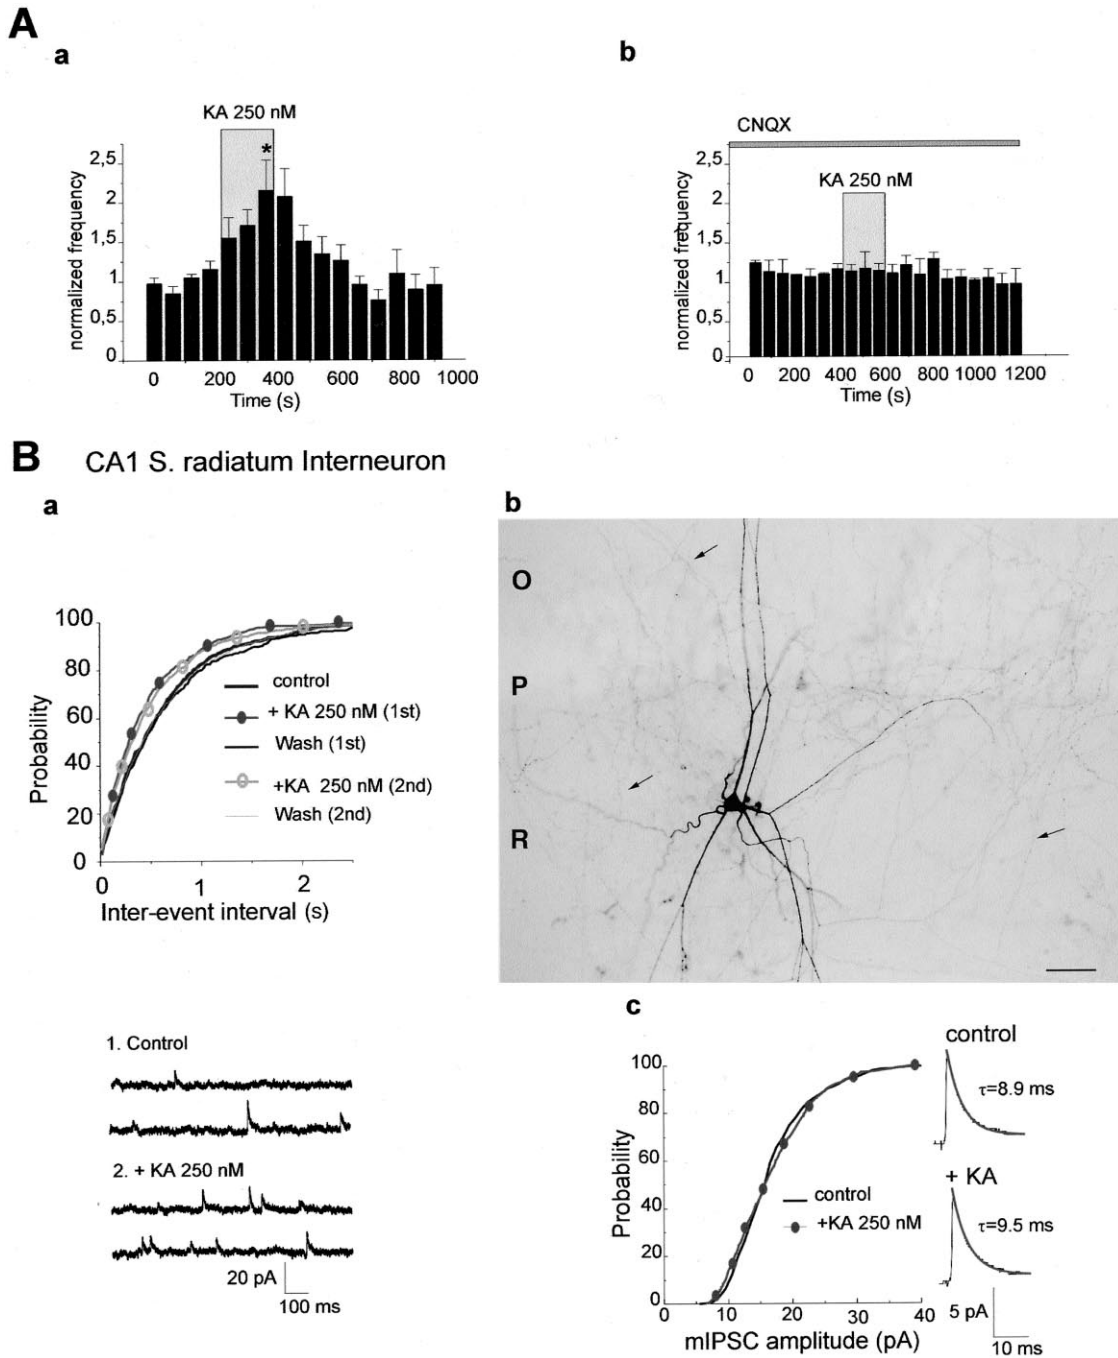 A
a
KA 250 nM
*
2,5
2
1,5
1
0,5
0
normalized frequency
0 200 400 600 800 1000
Time (s)
b
CNQX
KA 250 nM
2,5
2
1,5
1
0,5
0
normalized frequency
0 200 400 600 800 1000 1200
Time (s)
B CA1 S. radiatum Interneuron
a
100
80
60
40
20
0
Probability
control
+ KA 250 nM (1st)
Wash (1st)
+KA 250 nM (2nd)
Wash (2nd)
0 1 2
Inter-event interval (s)
1. Control
2. + KA 250 nM
20 pA
100 ms
b
O
P
R
c
100
80
60
40
20
0
Probability
control
+KA 250 nM
0 10 20 30 40
mIPSC amplitude (pA)
control
τ=8.9 ms
+ KA
τ=9.5 ms
5 pA
10 ms